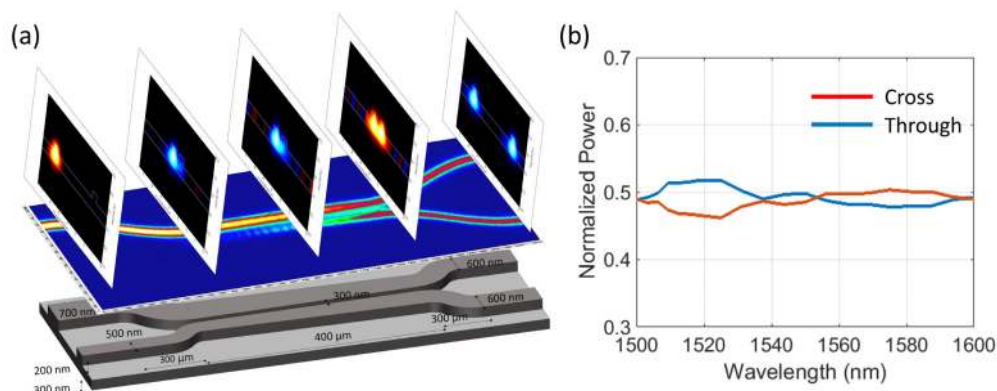 (a)
600 nm
700 nm
300 nm
600 nm
500 nm
300 µm
400 µm
300 µm
200 nm
300 nm
(b)
0.7
0.6
0.5
0.4
0.3
Normalized Power
Cross
Through
1500 1520 1540 1560 1580 1600
Wavelength (nm)